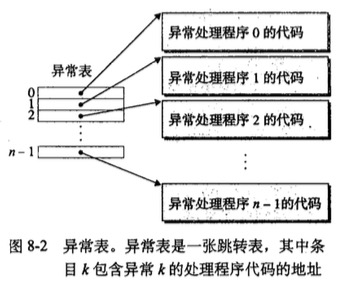 异常处理程序 0 的代码
异常表
异常处理程序 1 的代码
0
1
2
异常处理程序 2 的代码
n-1
异常处理程序 n-1的代码
图 8-2 异常表。异常表是一张跳转表，其中条
目 k 包含异常 k 的处理程序代码的地址